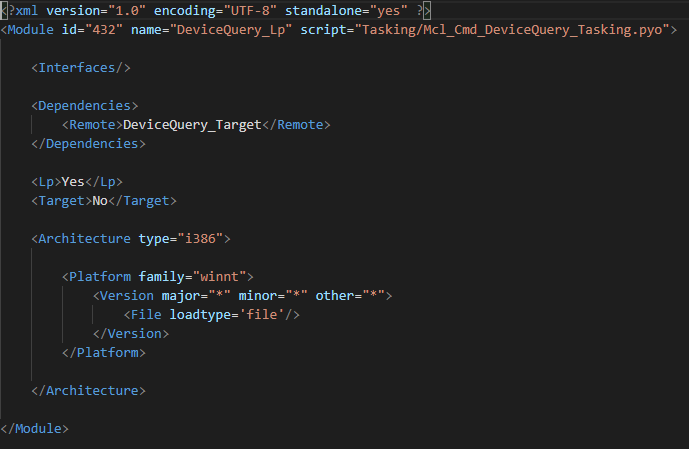 <?xml version="1.0" encoding="UTF-8" standalone="yes" ?>
<Module id="432" name="DeviceQuery_Lp" script="Tasking/Mcl_Cmd_DeviceQuery_Tasking.pyo">
<Interfaces/>
<Dependencies>
<Remote>DeviceQuery_Target</Remote>
</Dependencies>
<Lp>Yes</Lp>
<Target>No</Target>
<Architecture type="i386">
<Platform family="winnt">
<Version major="*" minor="*" other="*">
<File loadtype='file'/>
</Version>
</Platform>
</Architecture>
</Module>